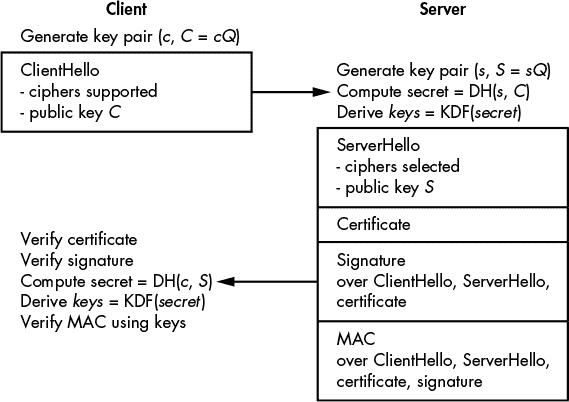 Client
Generate key pair (c, C = cQ)
ClientHello
- ciphers supported
- public key C
Server
Generate key pair (s, S = sQ)
Compute secret = DH(s, C)
Derive keys = KDF(secret)
ServerHello
- ciphers selected
- public key S
Certificate
Signature
over ClientHello, ServerHello,
certificate
MAC
over ClientHello, ServerHello,
certificate, signature
Verify certificate
Verify signature
Compute secret = DH(c, S)
Derive keys = KDF(secret)
Verify MAC using keys